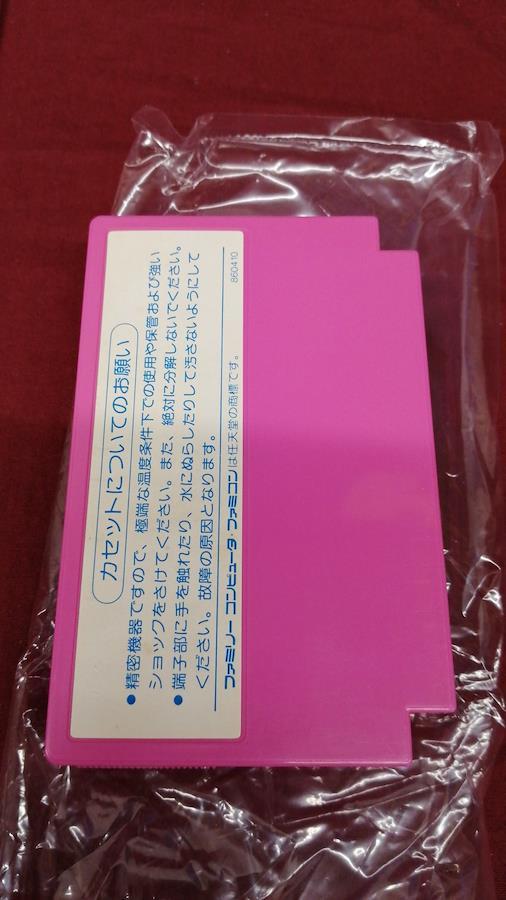 カセットについてのお願い
●精密機器ですので、極端な温度条件下での使用や保管および強い
ショックをさけてください。また、絶対に分解しないでください。
●端子部に手を触れたり、水にぬらしたりして汚さないようにして
ください。故障の原因となります。
ファミリー コンピュータ・ファミコンは任天堂の商標です。
860410